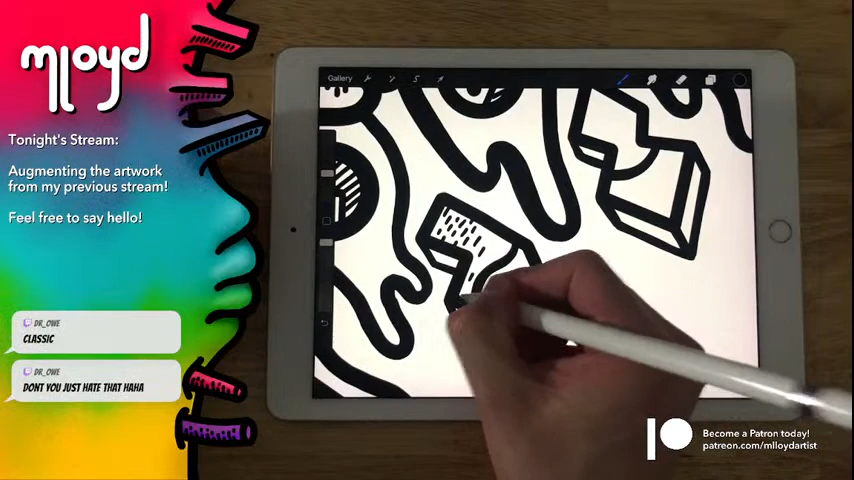 mlloyd
Tonight's Stream:
Augmenting the artwork
from my previous stream!
Feel free to say hello!
DR_OWE
CLASSIC
DR_OWE
DONT YOU JUST HATE THAT HAHA
Gallery
Become a Patron today!
patreon.com/mlloydartist